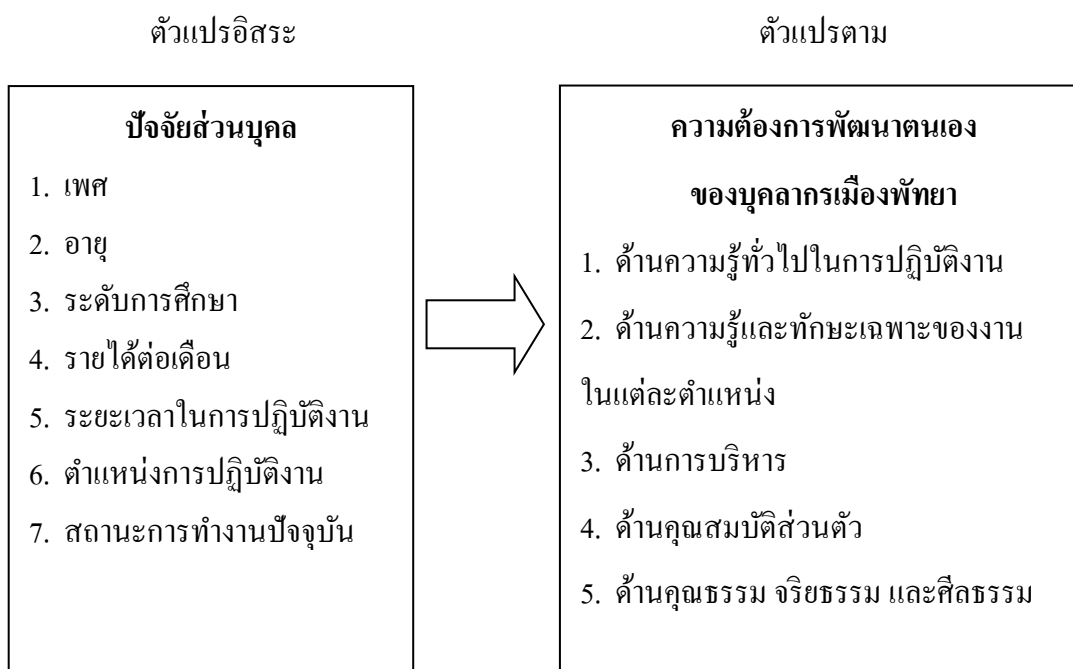 ตัวแปรอิสระ
ตัวแปรตาม
ปัจจัยส่วนบุคคล
1. เพศ
2. อายุ
3. ระดับการศึกษา
4. รายได้ต่อเดือน
5. ระยะเวลาในการปฏิบัติงาน
6. ตำแหน่งการปฏิบัติงาน
7. สถานะการทำงานปัจจุบัน
ความต้องการพัฒนาตนเอง
ของบุคลากรเมืองพัทยา
1. ด้านความรู้ทั่วไปในการปฏิบัติงาน
2. ด้านความรู้และทักษะเฉพาะของงาน
ในแต่ละตำแหน่ง
3. ด้านการบริหาร
4. ด้านคุณสมบัติส่วนตัว
5. ด้านคุณธรรม จริยธรรม และศีลธรรม